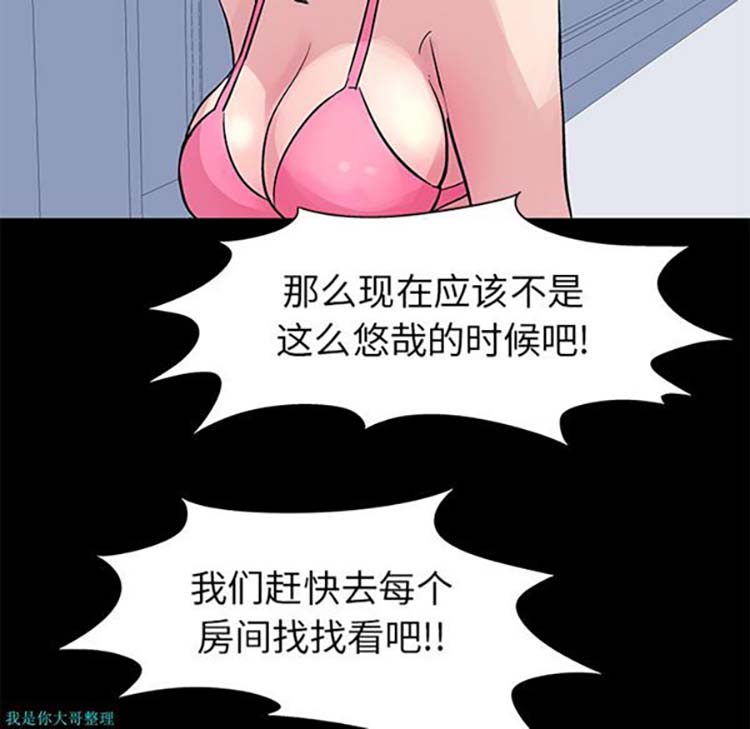 那么现在应该不是
这么悠哉的时候吧!
我们赶快去每个
房间找找看吧!!
我是你大哥整理